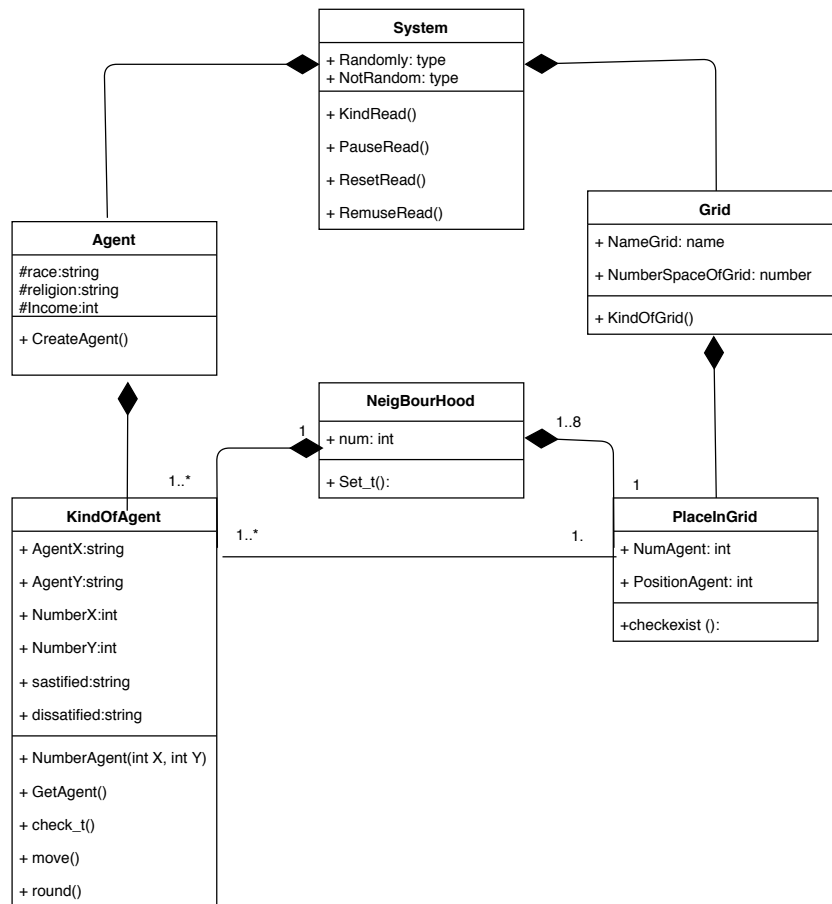 System
+ Randomly: type
+ NotRandom: type
+ KindRead()
+ PauseRead()
+ ResetRead()
+ RemuseRead()
Agent
#race:string
#religion:string
#Income:int
+ CreateAgent()
Grid
+ NameGrid: name
+ NumberSpaceOfGrid: number
+ KindOfGrid()
NeigBourHood
+ num: int
+ Set_t():
1
1..8
1..*
1
1..*
1.
KindOfAgent
+ AgentX:string
+ AgentY:string
+ NumberX:int
+ NumberY:int
+ sastified:string
+ dissatified:string
+ NumberAgent(int X, int Y)
+ GetAgent()
+ check_t()
+ move()
+ round()
PlaceInGrid
+ NumAgent: int
+ PositionAgent: int
+checkexist ():